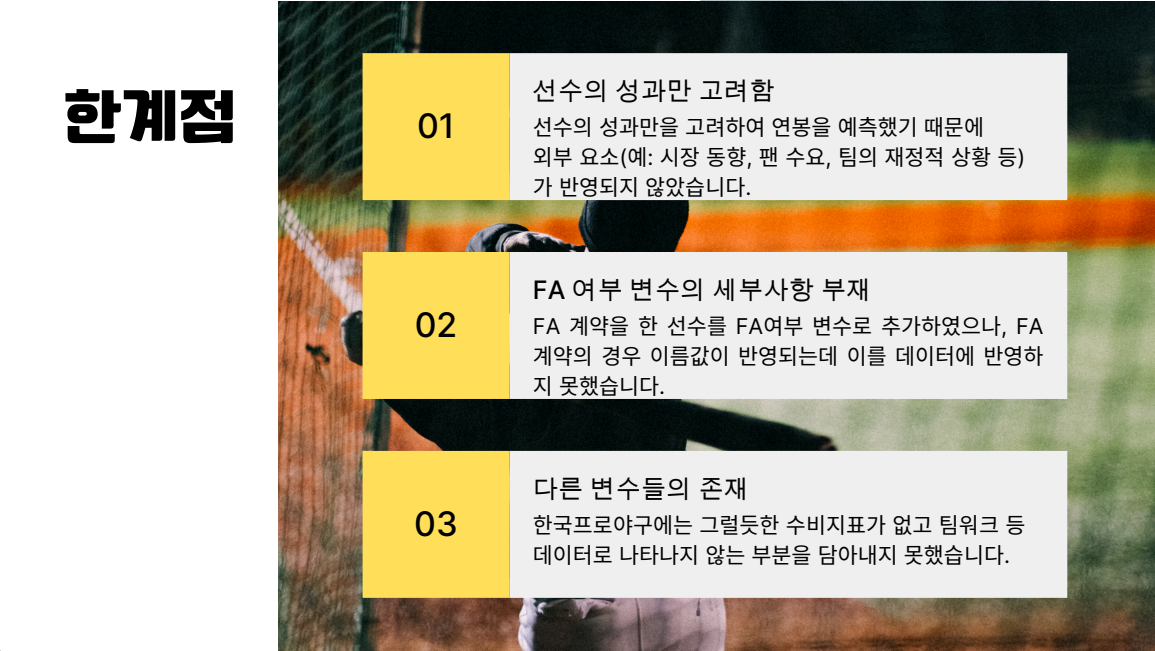 한계점
01
선수의 성과만 고려함
선수의 성과만을 고려하여 연봉을 예측했기 때문에
외부 요소(예: 시장 동향, 팬 수요, 팀의 재정적 상황 등)
가 반영되지 않았습니다.
02
FA 여부 변수의 세부사항 부재
FA 계약을 한 선수를 FA여부 변수로 추가하였으나, FA
계약의 경우 이름값이 반영되는데 이를 데이터에 반영하
지 못했습니다.
03
다른 변수들의 존재
한국프로야구에는 그럴듯한 수비지표가 없고 팀워크 등
데이터로 나타나지 않는 부분을 담아내지 못했습니다.